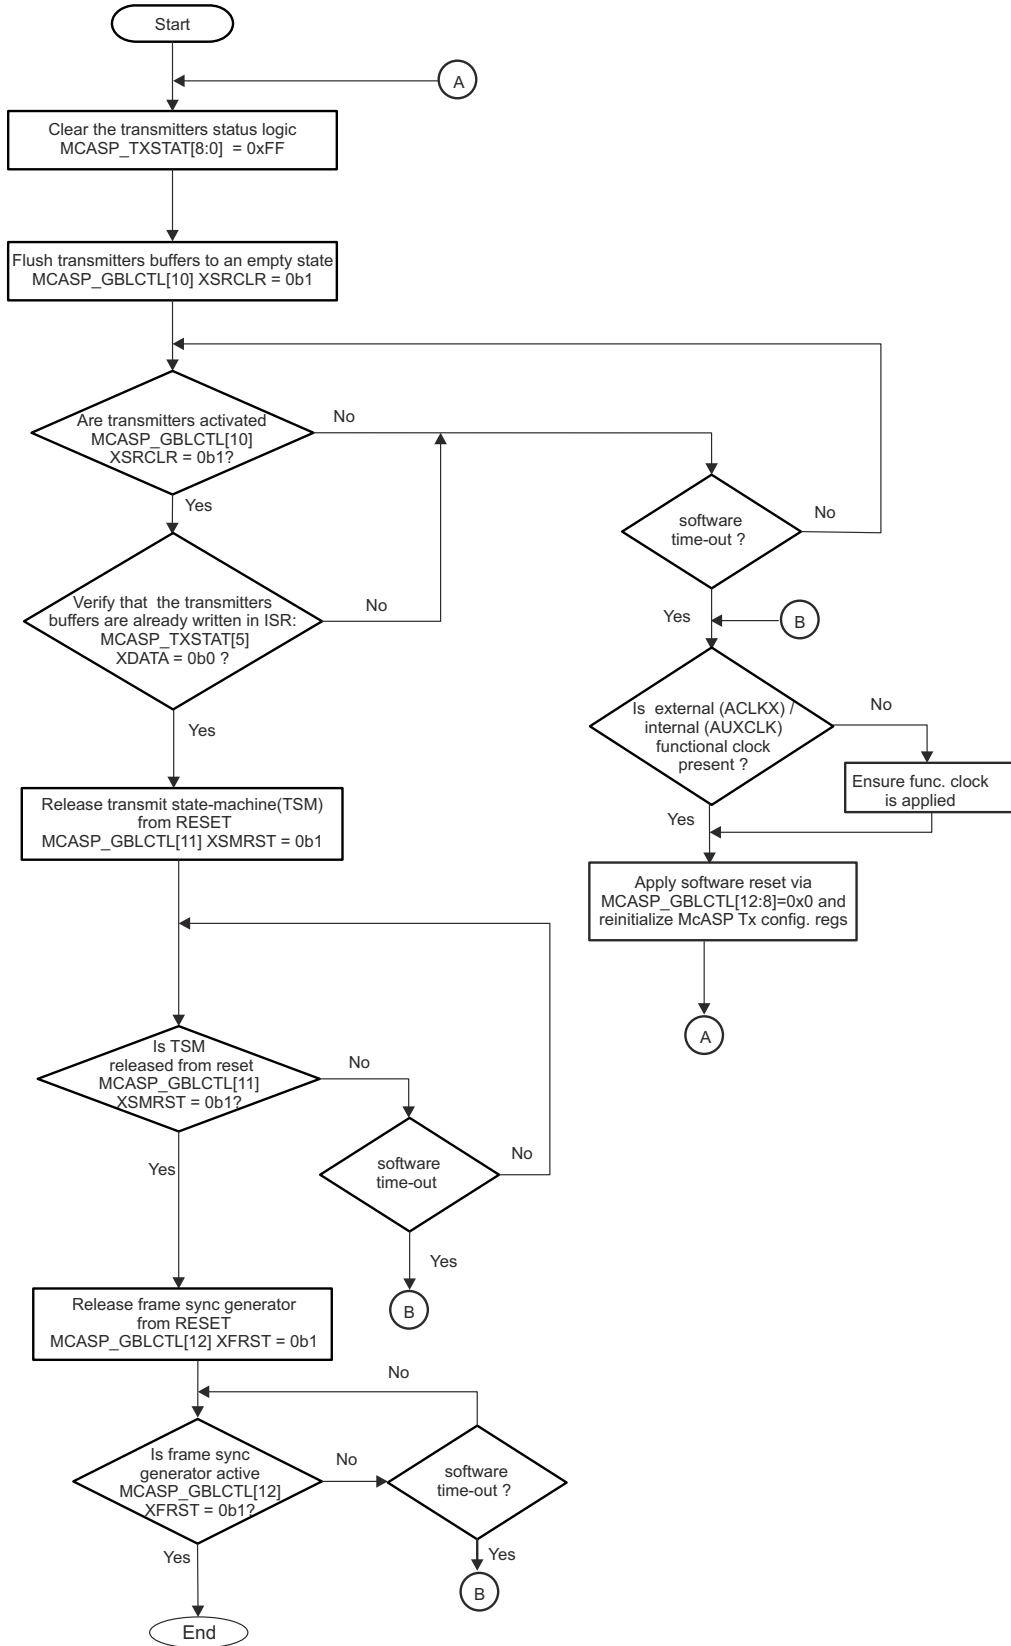 Start
A
Clear the transmitters status logic
MCASP_TXSTAT[8:0] = 0xFF
Flush transmitters buffers to an empty state
MCASP_GBLCTL[10] XSRCLR = 0b1
Are transmitters activated
MCASP_GBLCTL[10]
XSRCLR = 0b1?
No
Yes
software
time-out ?
No
Verify that the transmitters
buffers are already written in ISR:
MCASP_TXSTAT[5]
XDATA = 0b0 ?
No
Yes
Yes
B
Is external (ACLKX) /
internal (AUXCLK)
functional clock
present ?
No
Ensure func. clock
is applied
Yes
Release transmit state-machine(TSM)
from RESET
MCASP_GBLCTL[11] XSMRST = 0b1
Apply software reset via
MCASP_GBLCTL[12:8]=0x0 and
reinitialize McASP Tx config. regs
A
Is TSM
released from reset
MCASP_GBLCTL[11]
XSMRST = 0b1?
No
Yes
software
time-out
No
Yes
B
Release frame sync generator
from RESET
MCASP_GBLCTL[12] XFRST = 0b1
No
Is frame sync
generator active
MCASP_GBLCTL[12]
XFRST = 0b1?
No
software
time-out ?
Yes
Yes
B
End